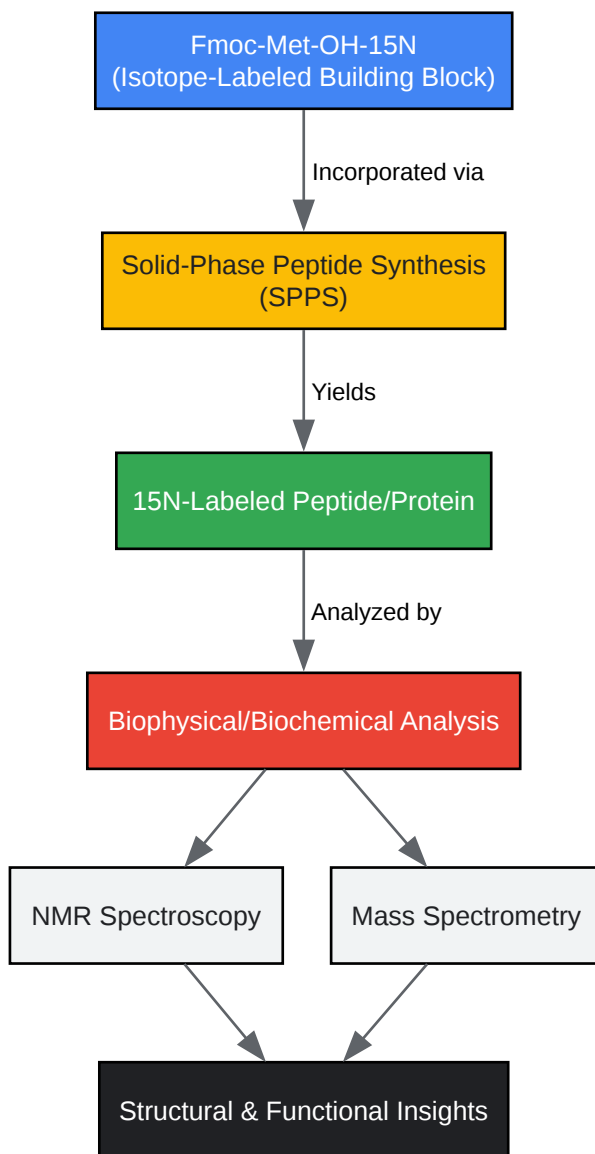 Fmoc-Met-OH-15N
(Isotope-Labeled Building Block)
Incorporated via
Solid-Phase Peptide Synthesis
(SPPS)
Yields
15N-Labeled Peptide/Protein
Analyzed by
Biophysical/Biochemical Analysis
NMR Spectroscopy
Mass Spectrometry
Structural & Functional Insights